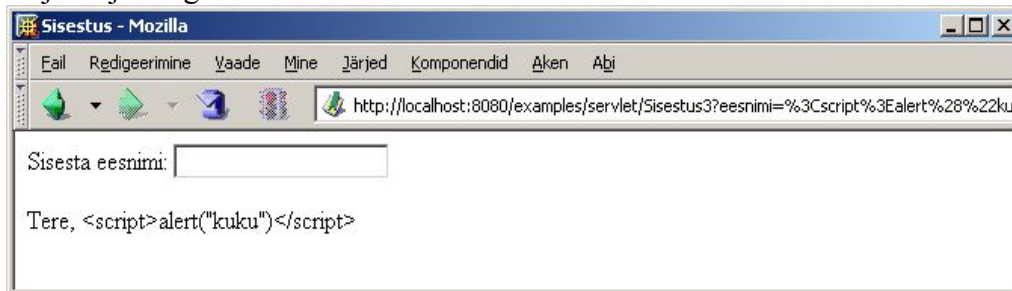 Sisestus - Mozilla
Fail Redigeerimine Vaade Mine Järjed Komponendid Aken Abi
http://localhost:8080/examples/servlet/Sisestus3?eesnimi=%3Cscript%3Ealert%28%22ku
Sisesta eesnimi:
Tere, <script>alert("kuku")</script>